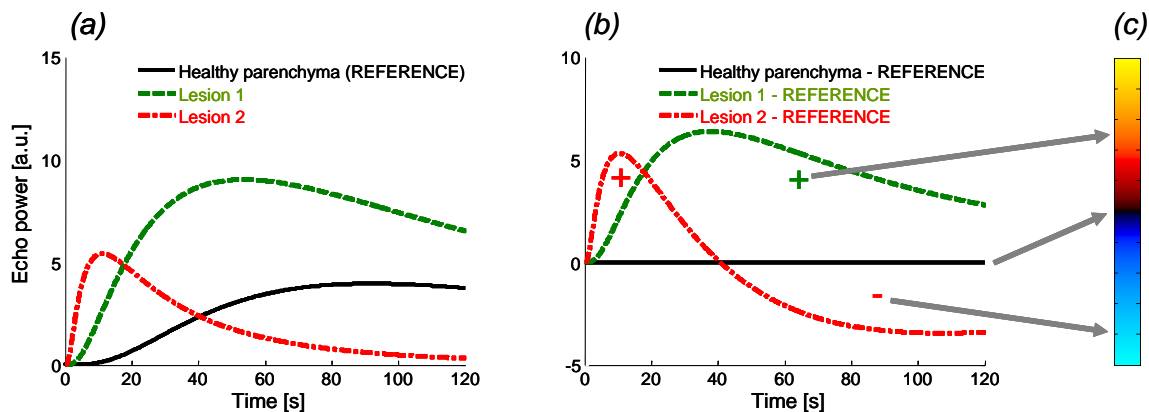 (a)
15
10
5
0
Echo power [a.u.]
Healthy parenchyma (REFERENCE)
Lesion 1
Lesion 2
0 20 40 60 80 100 120
Time [s]
(b)
10
5
0
-5
Healthy parenchyma - REFERENCE
Lesion 1 - REFERENCE
Lesion 2 - REFERENCE
+
+
-
0 20 40 60 80 100 120
Time [s]
(c)